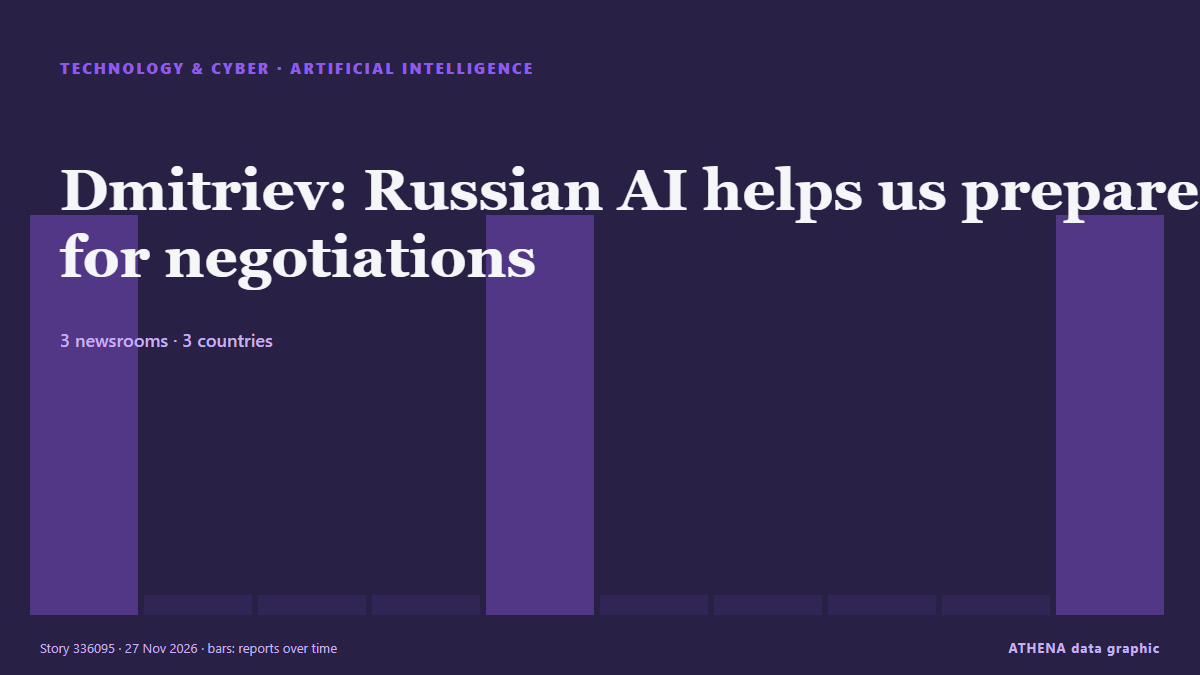 TECHNOLOGY & CYBER · ARTIFICIAL INTELLIGENCE
Dmitriev: Russian AI helps us prepare
for negotiations
3 newsrooms · 3 countries
Story 336095 · 27 Nov 2026 · bars: reports over time
ATHENA data graphic